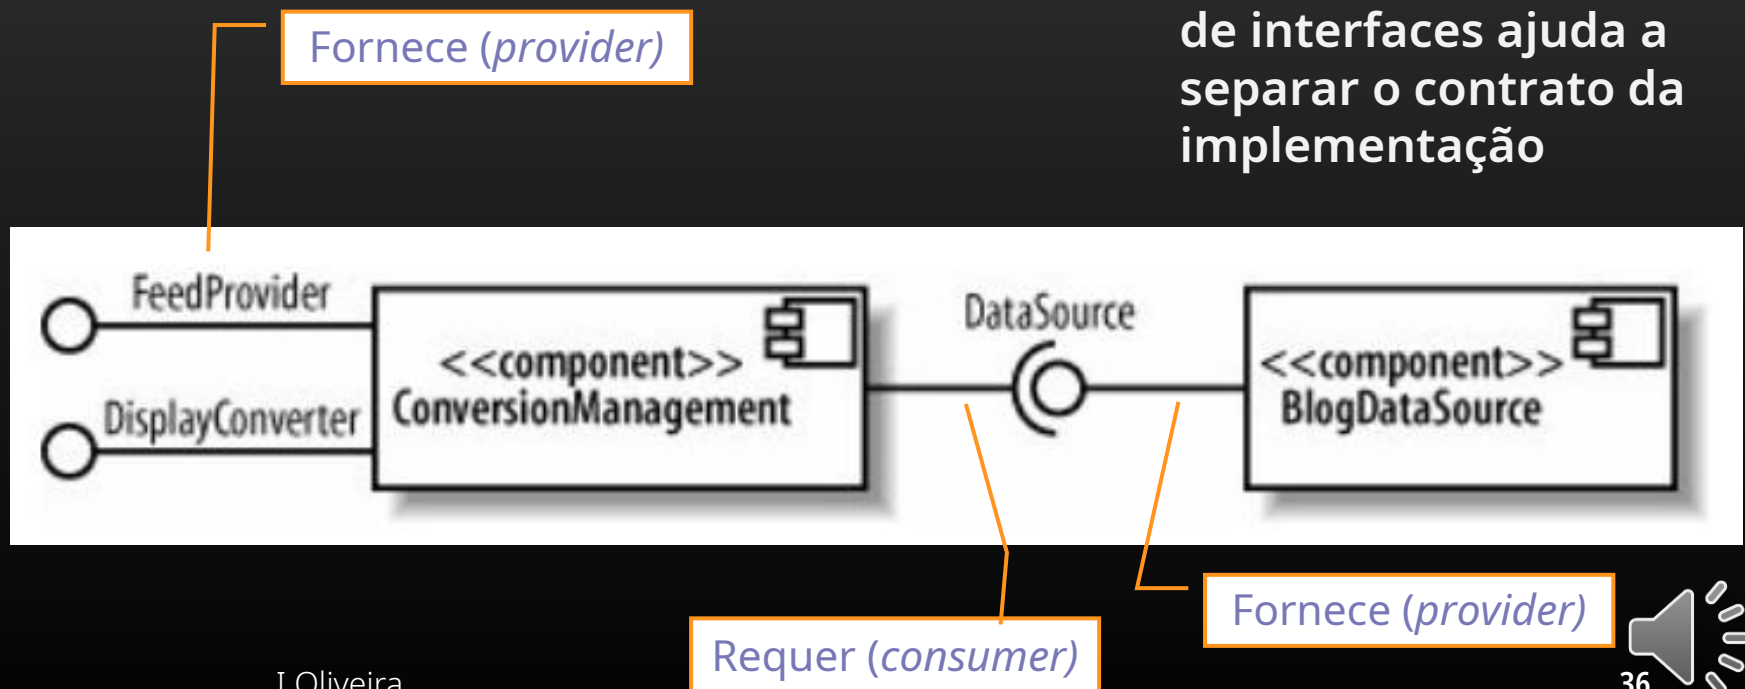 Fornece (provider)
de interfaces ajuda a
separar o contrato da
implementação
FeedProvider
DisplayConverter
<<component>>
ConversionManagement
DataSource
<<component>>
BlogDataSource
Requer (consumer)
Fornece (provider)
I Oliveira
36